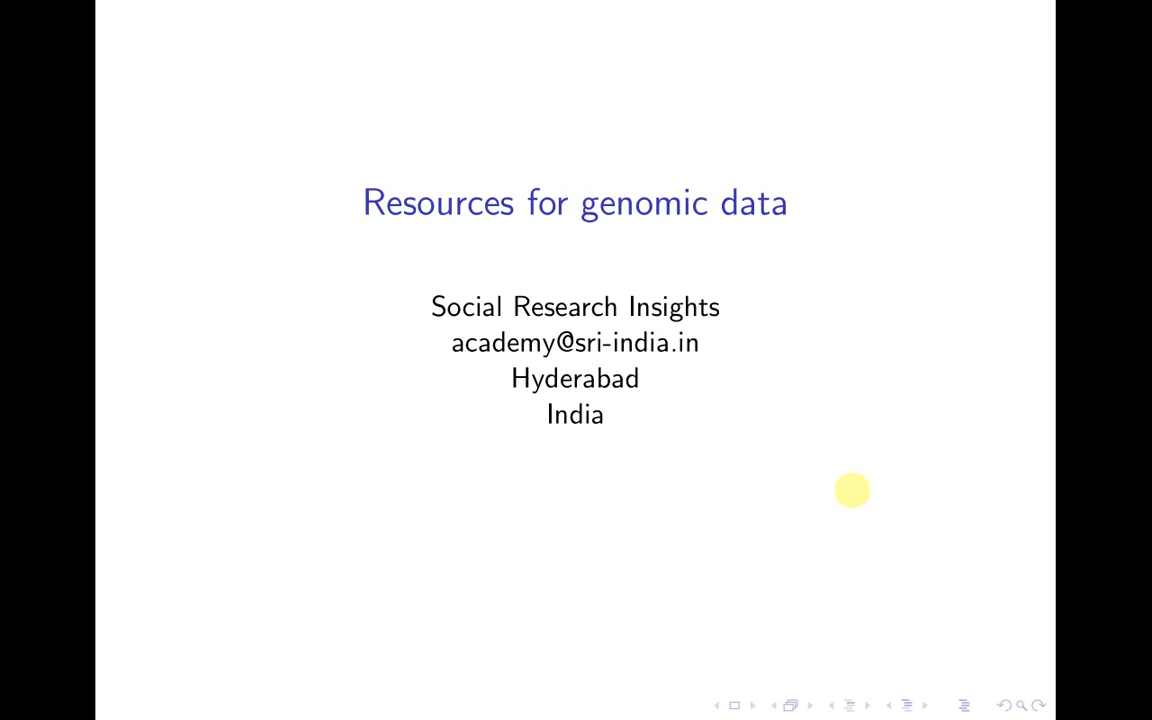 Resources for genomic data
Social Research Insights
academy@sri-india.in
Hyderabad
India